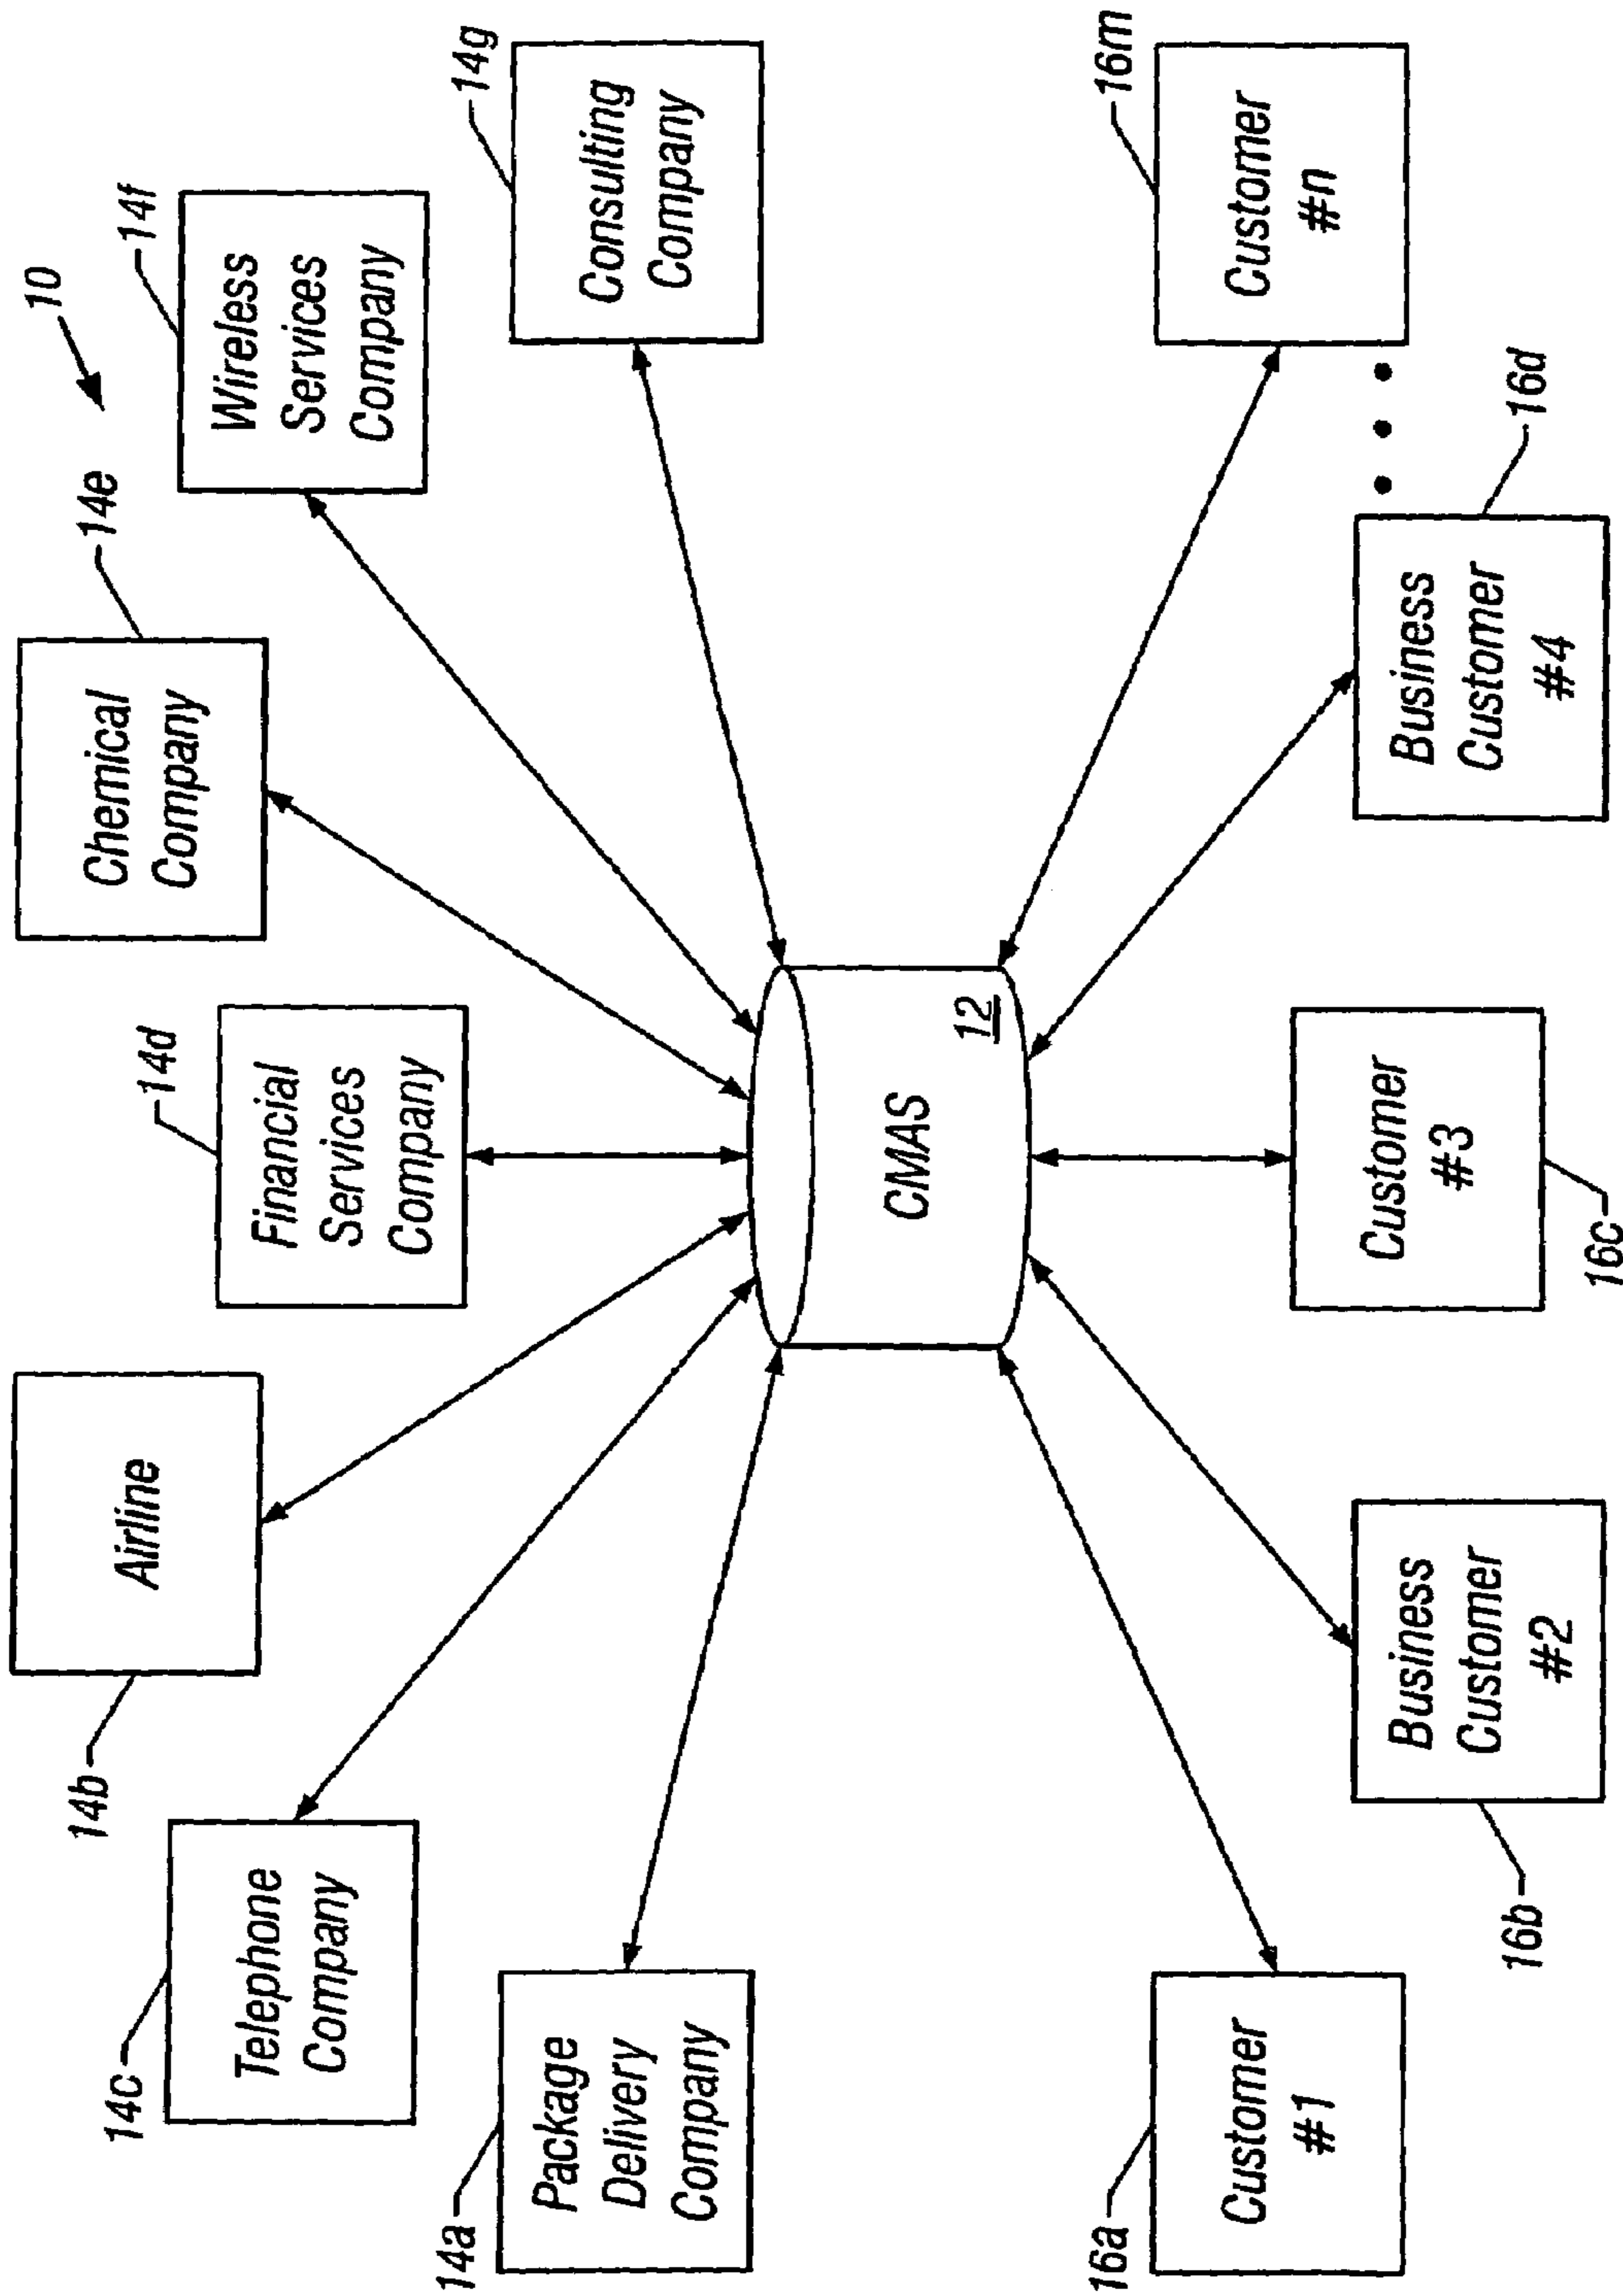 10
14c
Telephone
Company
14b
Airline
14d
Financial
Services
Company
14e
Chemical
Company
14f
Wireless
Services
Company
14a
Package
Delivery
Company
14g
Consulting
Company
CMAS
12
16a
Customer
#1
16b
Business
Customer
#2
16c
Customer
#3
Business
Customer
#4
16d
16m
Customer
#n